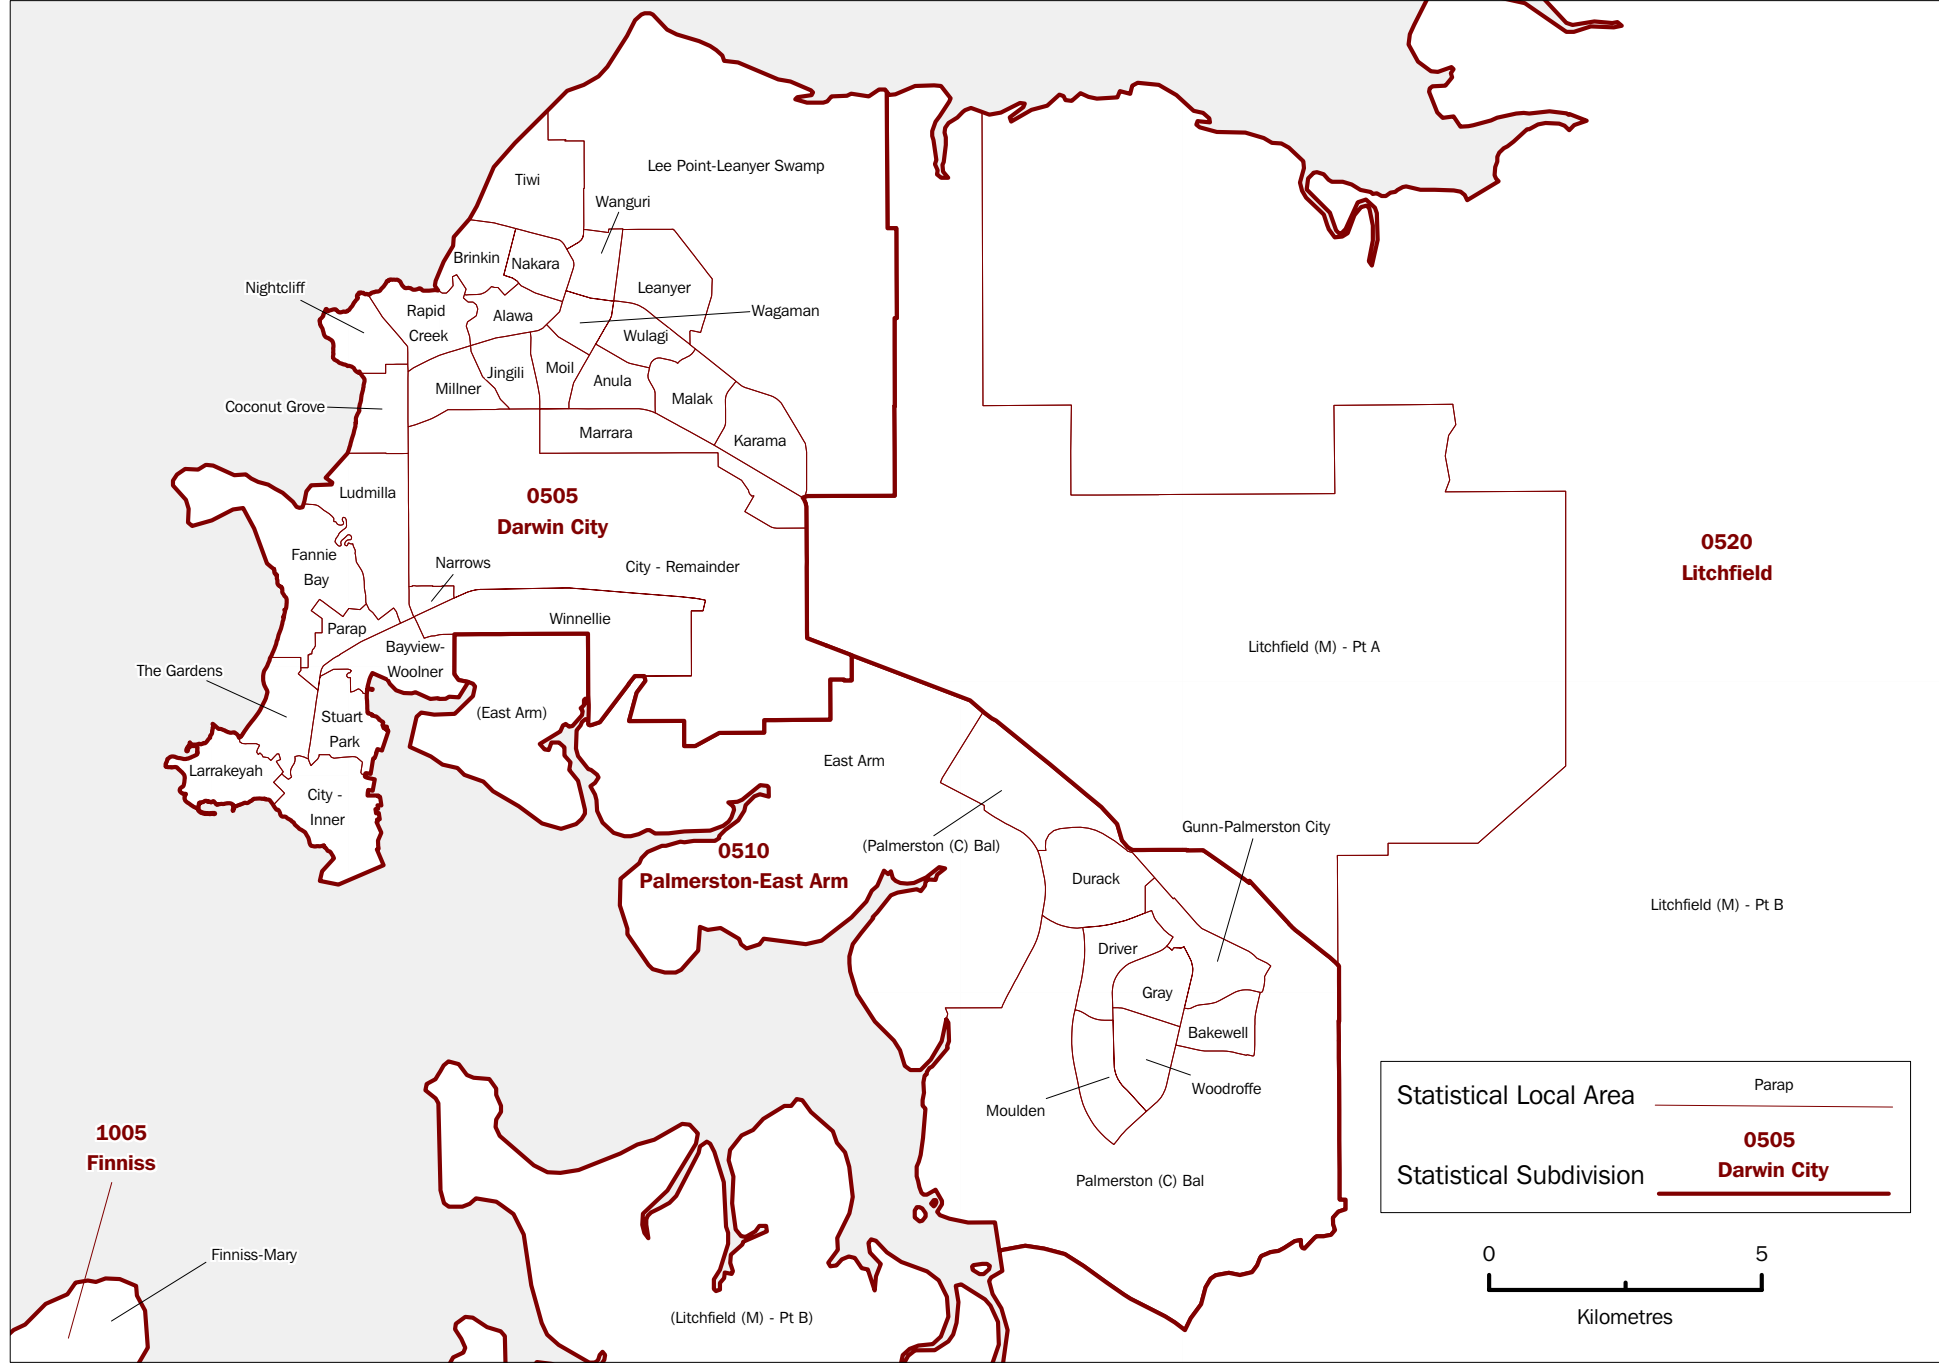 Lee Point-Leanyer Swamp
Tiwi
Wanguri
Brinkin
Nakara
Nightcliff
Leanyer
Rapid
Creek
Alawa
Wagaman
Wulagi
Jingili
Moil
Anula
Millner
Malak
Coconut Grove
Marrara
Karama
Ludmilla
0505
Darwin City
0520
Litchfield
Fannie
Bay
Narrows
City - Remainder
Winnellie
Parap
Bayview-
Woolner
Litchfield (M) - Pt A
The Gardens
Stuart
Park
(East Arm)
East Arm
Larrakeyah
City -
Inner
Gunn-Palmerston City
(Palmerston (C) Bal)
0510
Palmerston-East Arm
Durack
Litchfield (M) - Pt B
Driver
Gray
Bakewell
Woodroffe
Moulden
Statistical Local Area
Parap
1005
Finniss
0505
Darwin City
Statistical Subdivision
Palmerston (C) Bal
Finniss-Mary
0
5
Kilometres
(Litchfield (M) - Pt B)